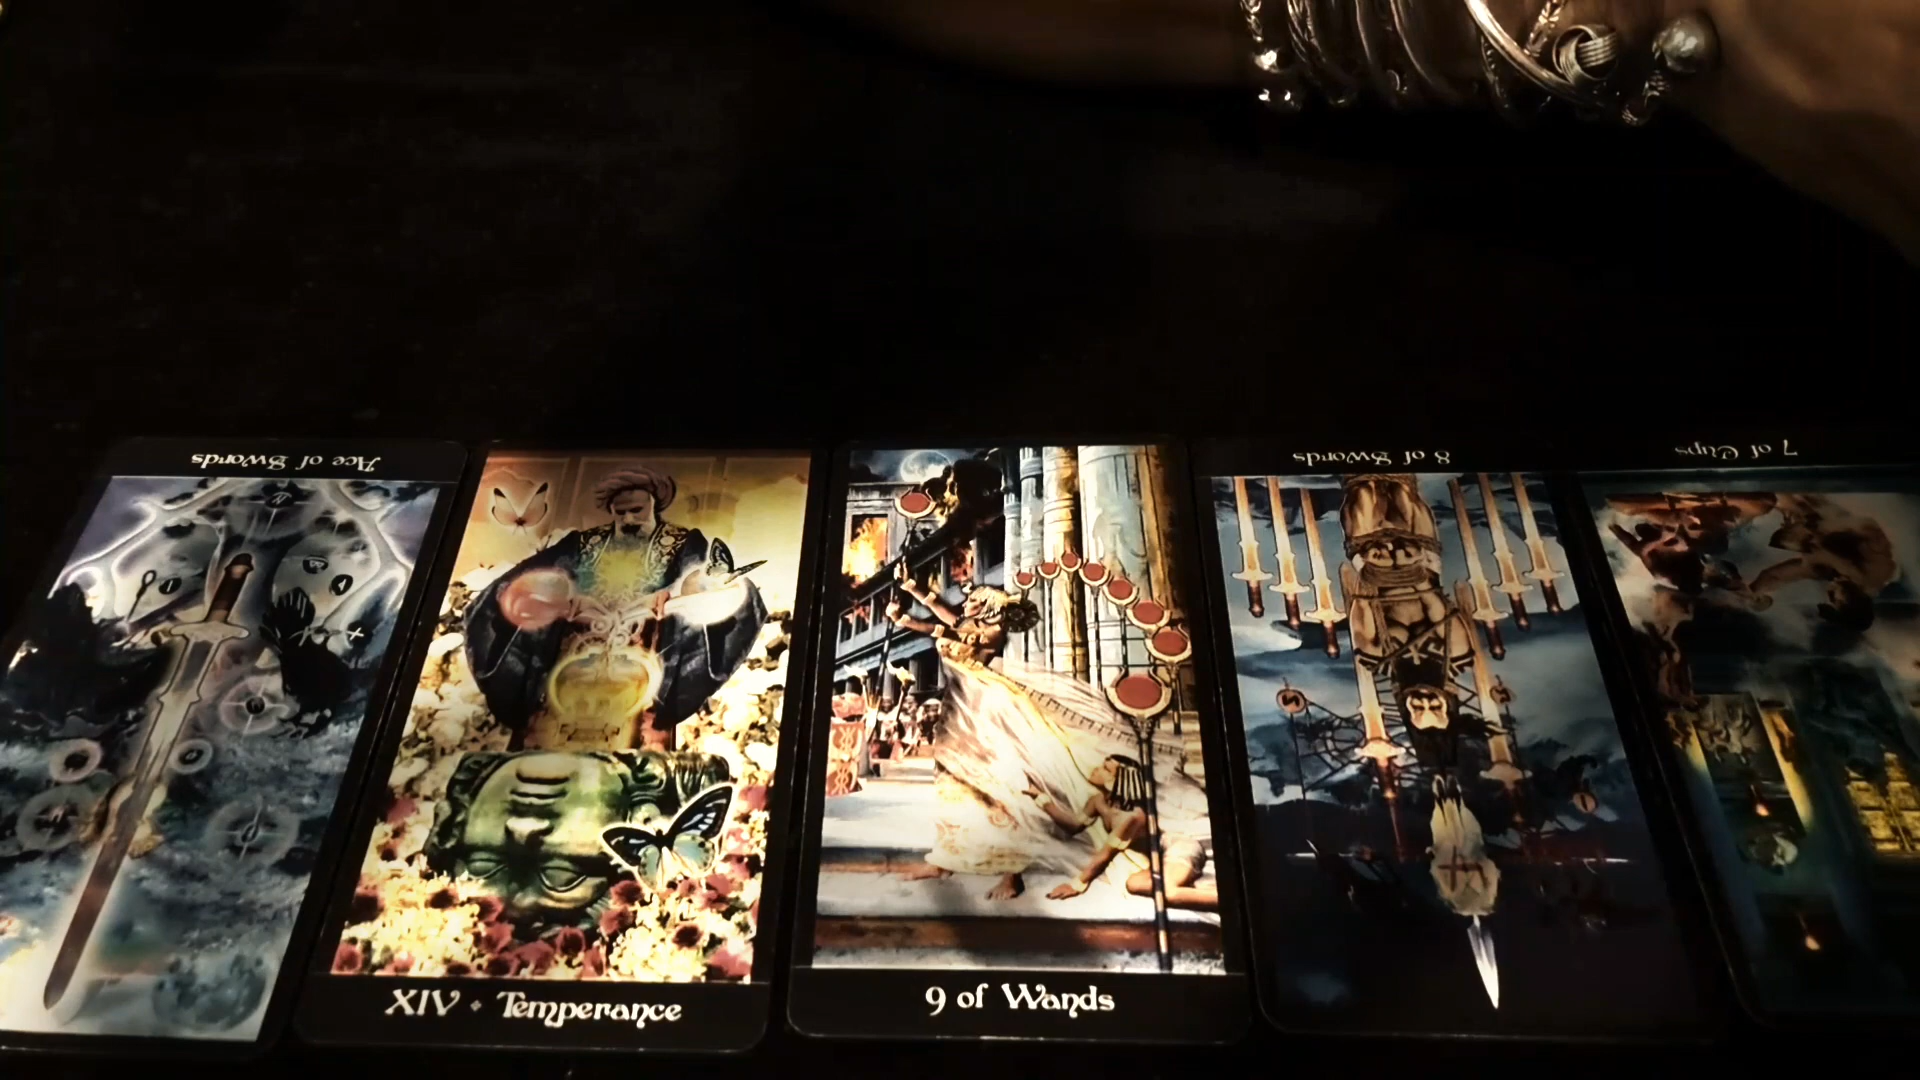 Ace of Swords
XIV • Temperance
9 of Wands
8 of Swords
7 of Cups